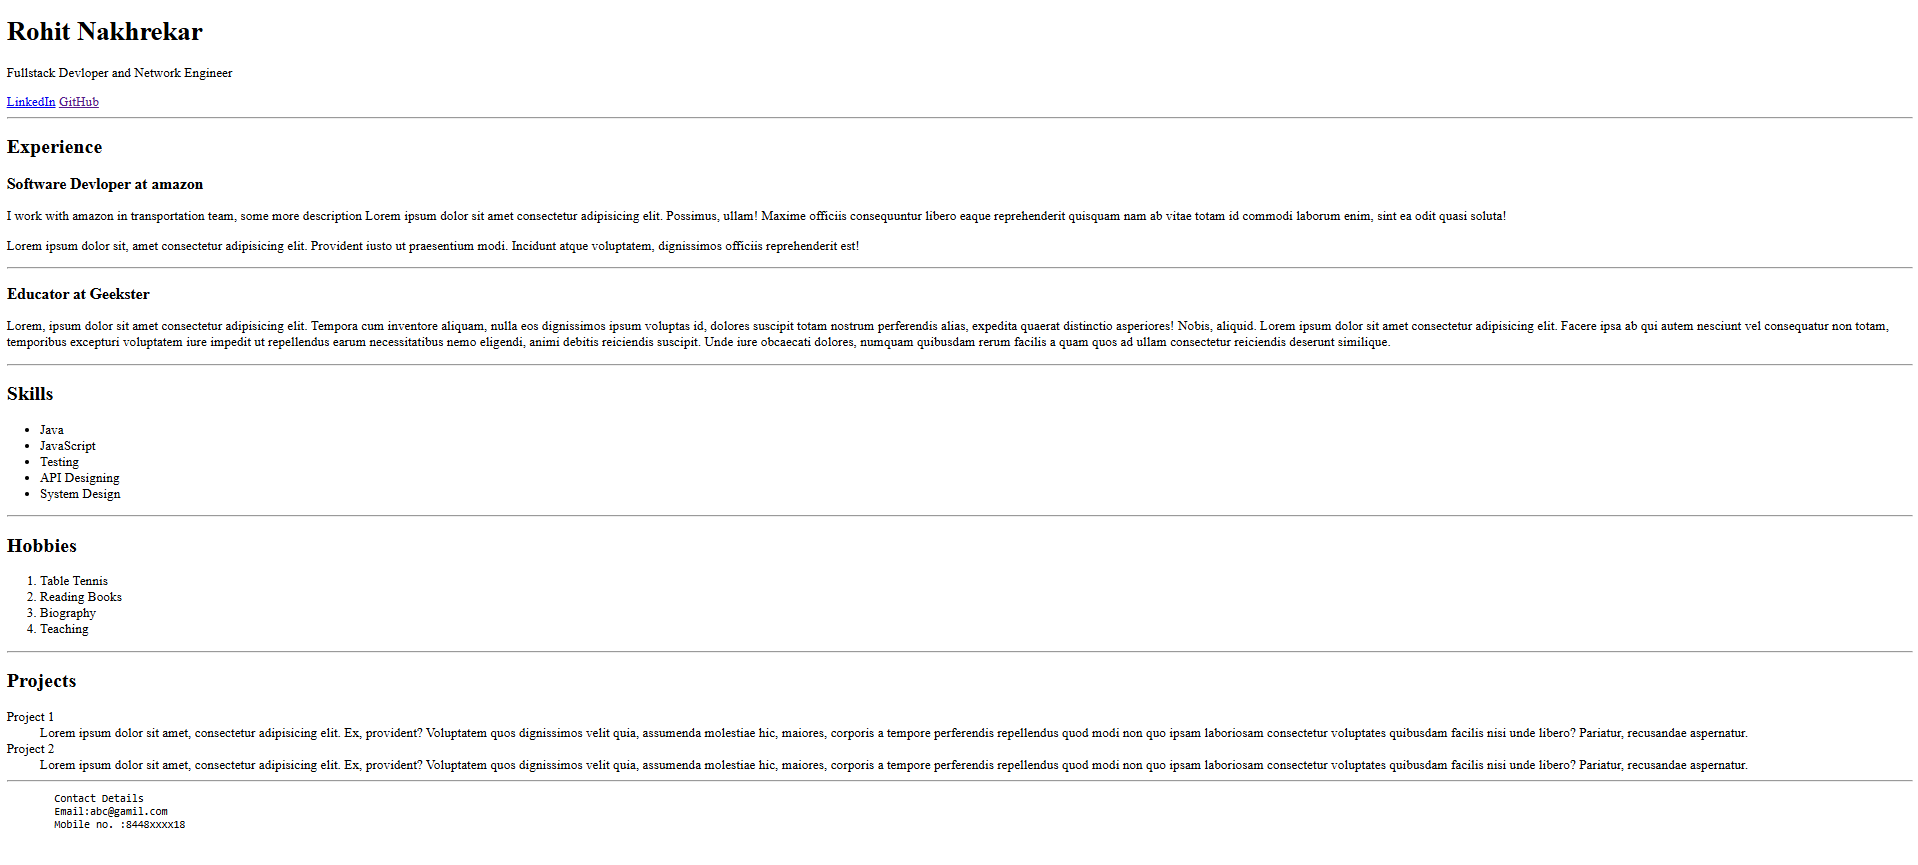 Rohit Nakhrekar
Fullstack Devloper and Network Engineer
LinkedIn GitHub
Experience
Software Devloper at amazon
I work with amazon in transportation team, some more description Lorem ipsum dolor sit amet consectetur adipisicing elit. Possimus, ullam! Maxime officiis consequuntur libero eaque reprehenderit quisquam nam ab vitae totam id commodi laborum enim, sint ea odit quasi soluta!
Lorem ipsum dolor sit, amet consectetur adipisicing elit. Provident iusto ut praesentium modi. Incidunt atque voluptatem, dignissimos officiis reprehenderit est!
Educator at Geekster
Lorem, ipsum dolor sit amet consectetur adipisicing elit. Tempora cum inventore aliquam, nulla eos dignissimos ipsum voluptas id, dolores suscipit totam nostrum perferendis alias, expedita quaerat distinctio asperiores! Nobis, aliquid. Lorem ipsum dolor sit amet consectetur adipisicing elit. Facere ipsa ab qui autem nesciunt vel consequatur non totam,
temporibus excepturi voluptatem iure impedit ut repellendus earum necessitatibus nemo eligendi, animi debitis reiciendis suscipit. Unde iure obcaecati dolores, numquam quibusdam rerum facilis a quam quos ad ullam consectetur reiciendis deserunt similique.
Skills
• Java
• JavaScript
• Testing
• API Designing
• System Design
Hobbies
1. Table Tennis
2. Reading Books
3. Biography
4. Teaching
Projects
Project 1
Lorem ipsum dolor sit amet, consectetur adipisicing elit. Ex, provident? Voluptatem quos dignissimos velit quia, assumenda molestiae hic, maiores, corporis a tempore perferendis repellendus quod modi non quo ipsam laboriosam consectetur voluptates quibusdam facilis nisi unde libero? Pariatur, recusandae aspernatur.
Project 2
Lorem ipsum dolor sit amet, consectetur adipisicing elit. Ex, provident? Voluptatem quos dignissimos velit quia, assumenda molestiae hic, maiores, corporis a tempore perferendis repellendus quod modi non quo ipsam laboriosam consectetur voluptates quibusdam facilis nisi unde libero? Pariatur, recusandae aspernatur.
Contact Details
Email:abc@gamil.com
Mobile no. :8448xxxx18